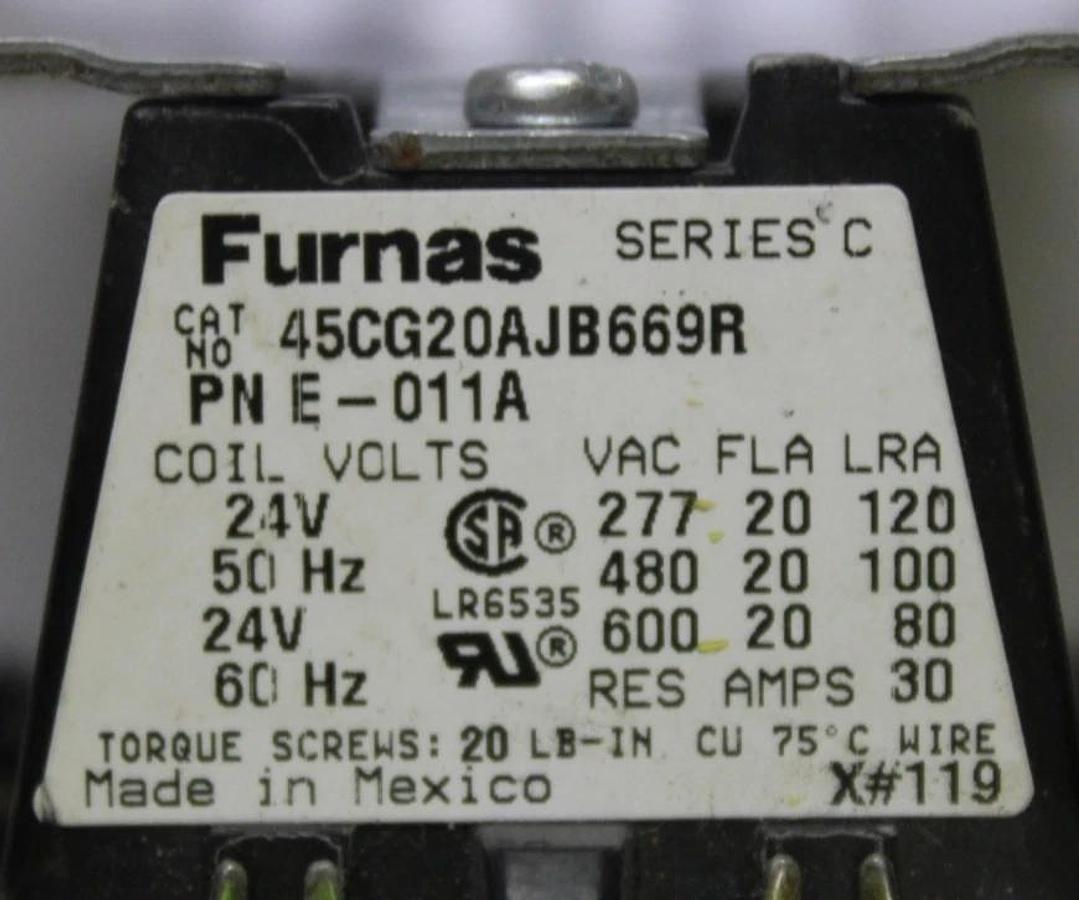 Furnas SERIES C
CAT NO 45CG20AJB669R
PN E-011A
COIL VOLTS VAC FLA LRA
24V 277 20 120
50 Hz 480 20 100
24V 600 20 80
60 Hz RES AMPS 30
SA ®
LR6535
RU ®
TORQUE SCREWS: 20 LB-IN CU 75°C WIRE
Made in Mexico X#119